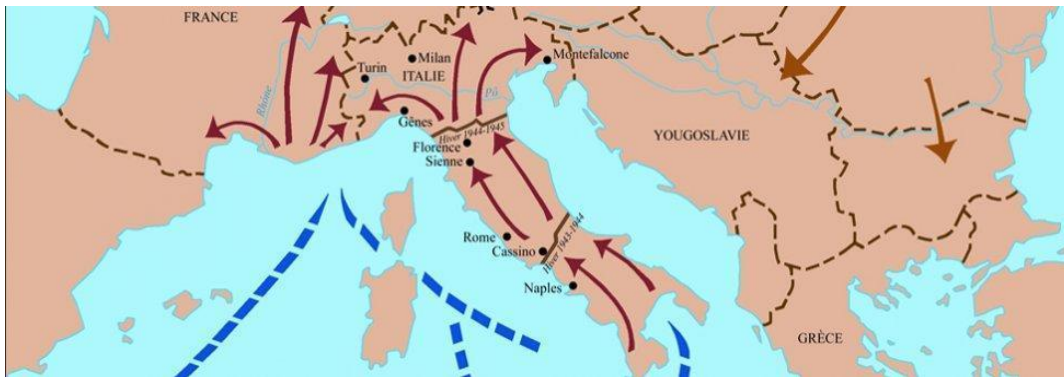 FRANCE
Milan
Montefalcone
Turin
ITALIE
Pô
Rhône
Gênes
Hiver 1944-1945
YOUGOSLAVIE
Florence
Sienne
Rome
Cassino
Hiver 1943-1944
Naples
GRÈCE